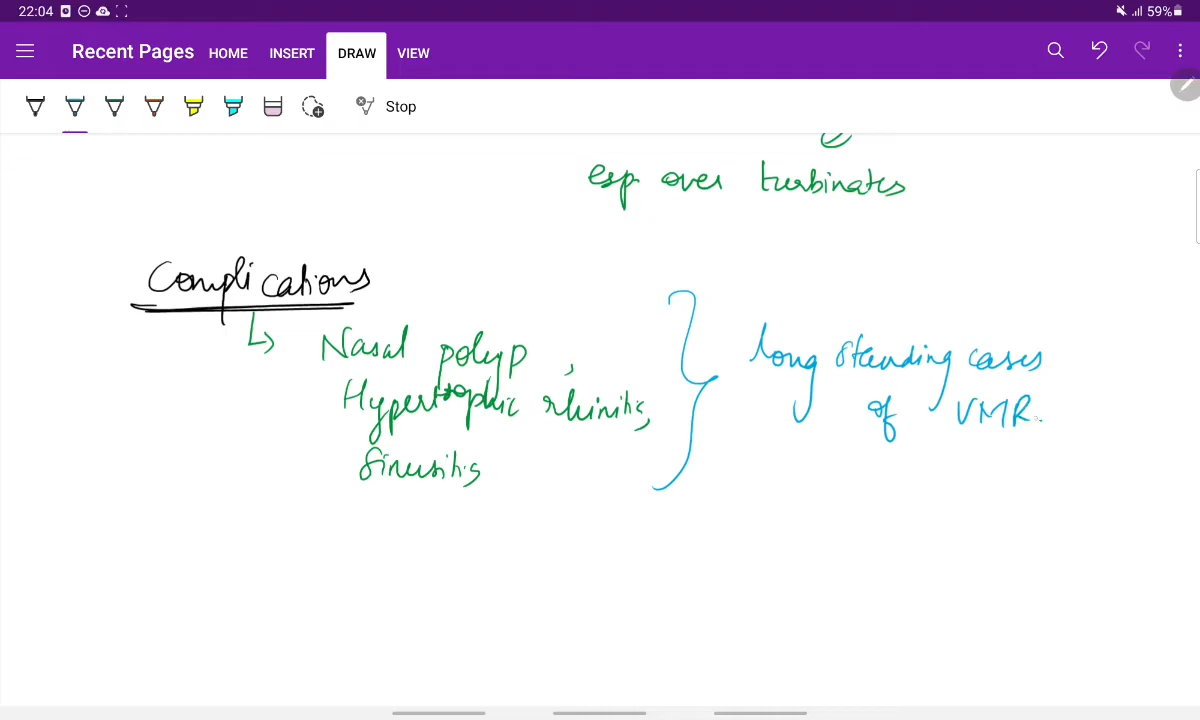 22:04 59%
Recent Pages HOME INSERT DRAW VIEW
Stop
esp over turbinates
Complications
Nasal polyp,
Hypertrophic rhinitis,
Sinusitis
long standing cases
of VMR.